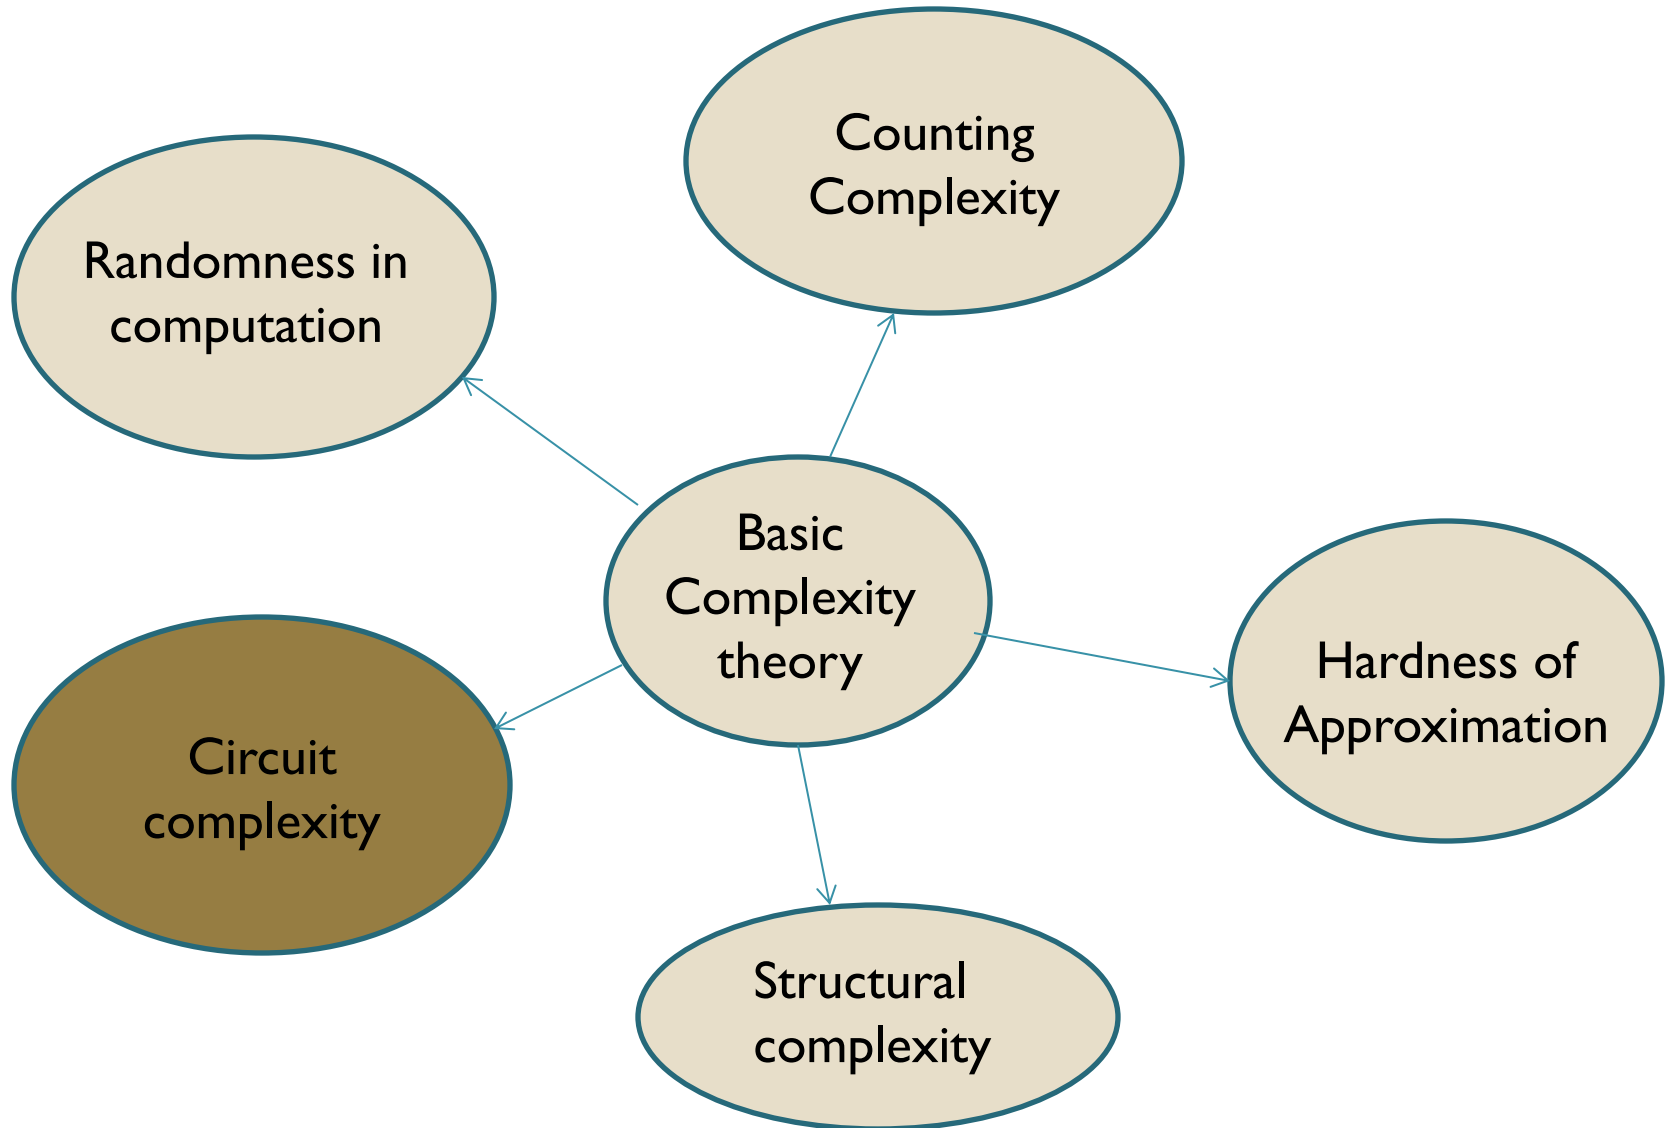 Counting
Complexity
Randomness in
computation
Basic
Complexity
theory
Hardness of
Approximation
Circuit
complexity
Structural
complexity